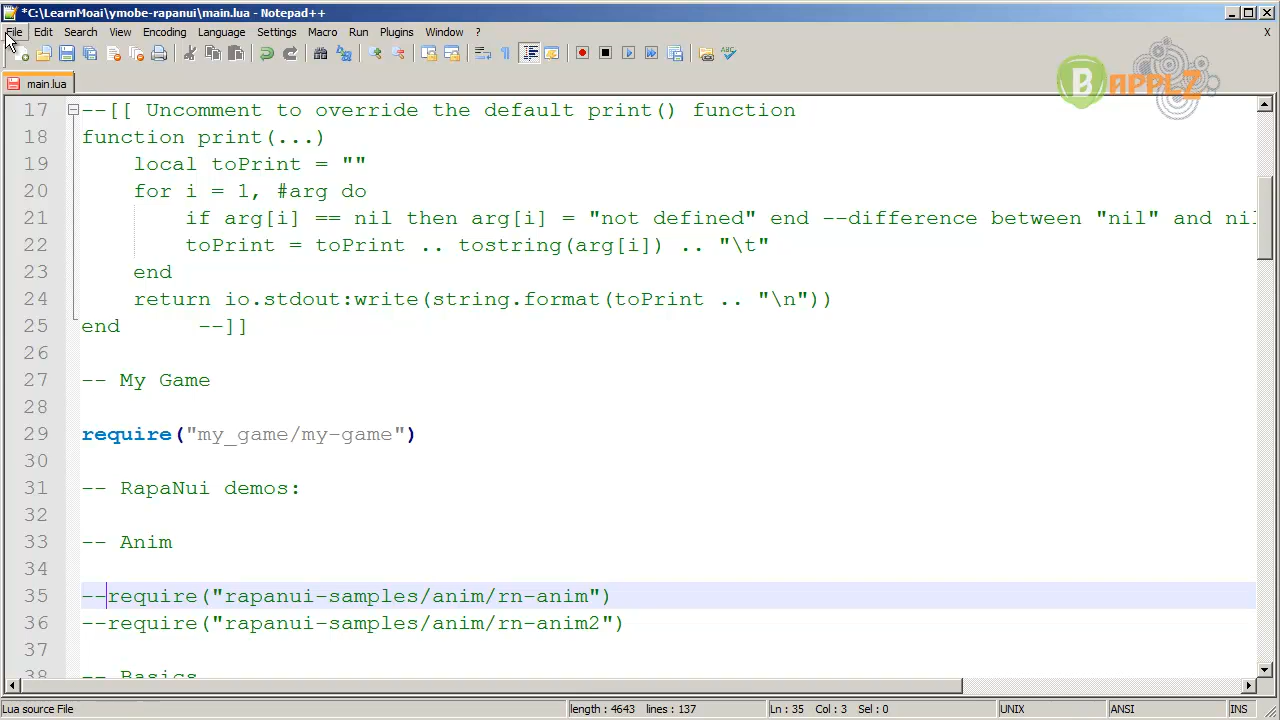 *C:\LearnMoai\ymobe-rapanui\main.lua - Notepad++
File Edit Search View Encoding Language Settings Macro Run Plugins Window ? X
main.lua
B APPLZ
17 --[[ Uncomment to override the default print() function
18 function print(...)
19 local toPrint = ""
20 for i = 1, #arg do
21 if arg[i] == nil then arg[i] = "not defined" end --difference between "nil" and nil
22 toPrint = toPrint .. tostring(arg[i]) .. "\t"
23 end
24 return io.stdout:write(string.format(toPrint .. "\n"))
25 end --]]
26
27 -- My Game
28
29 require("my_game/my-game")
30
31 -- RapaNui demos:
32
33 -- Anim
34
35 --require("rapanui-samples/anim/rn-anim")
36 --require("rapanui-samples/anim/rn-anim2")
37
38 -- Basics
Lua source File length : 4643 lines : 137 Ln : 35 Col : 3 Sel : 0 UNIX ANSI INS